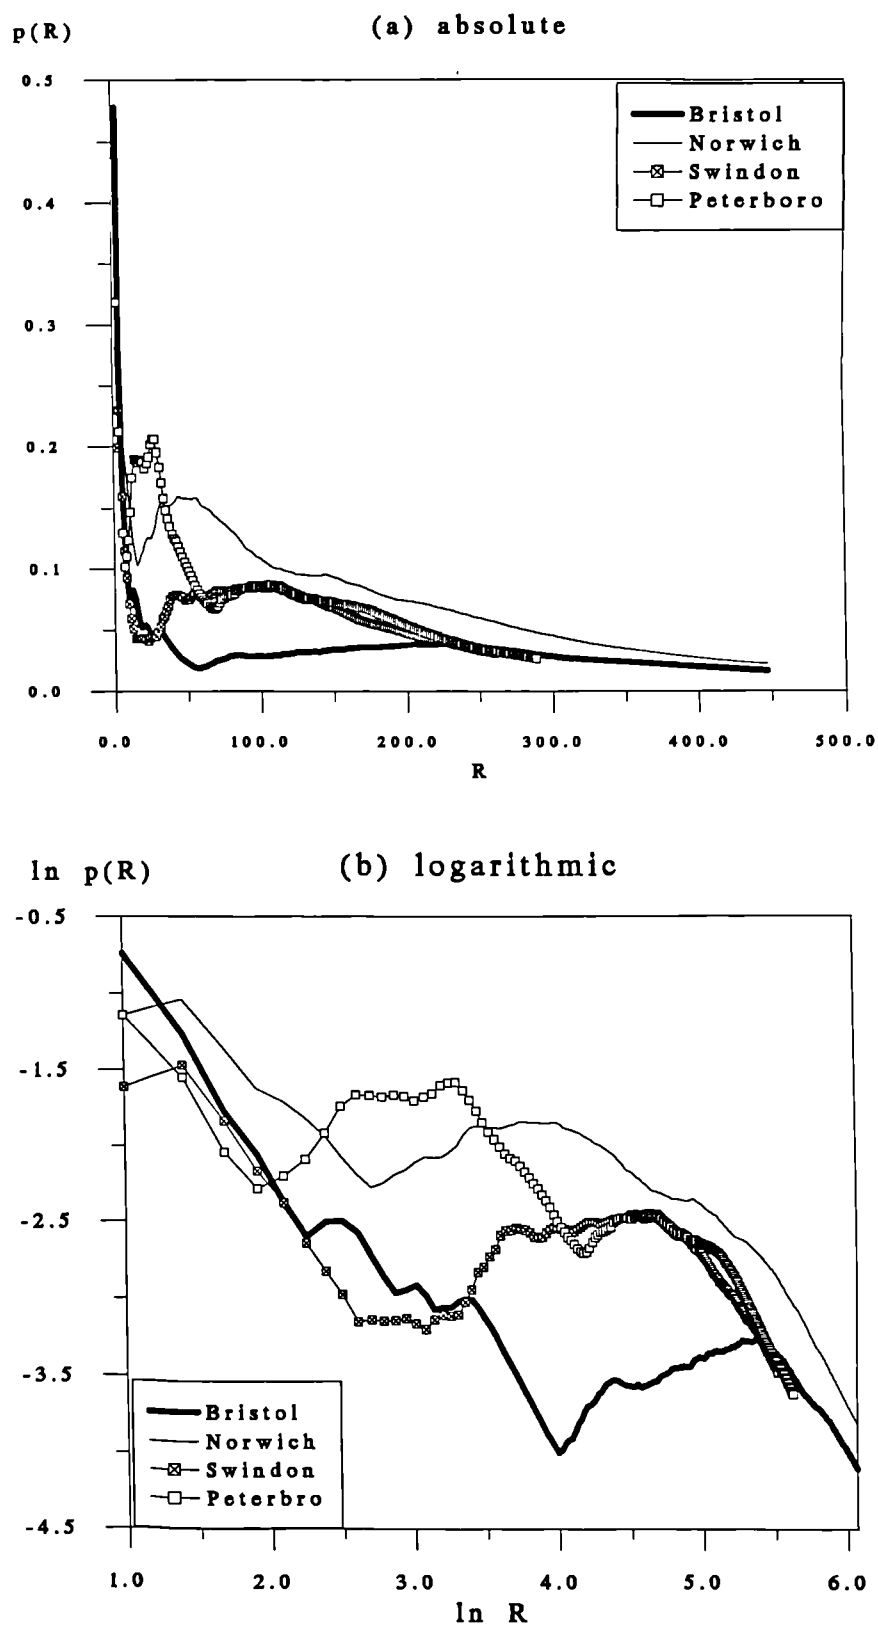 (a) absolute
p(R)
0.5
Bristol
Norwich
Swindon
Peterboro
0.4
0.3
0.2
0.1
0.0
0.0 100.0 200.0 300.0 400.0 500.0
R
(b) logarithmic
ln p(R)
-0.5
-1.5
-2.5
-3.5
Bristol
Norwich
Swindon
Peterbro
-4.5
1.0 2.0 3.0 4.0 5.0 6.0
ln R